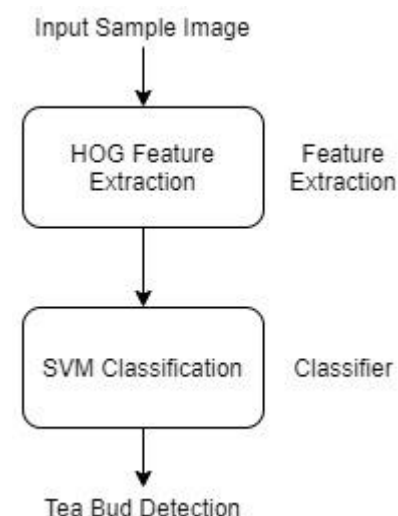 Input Sample Image
HOG Feature
Extraction
Feature
Extraction
SVM Classification
Classifier
Tea Bud Detection